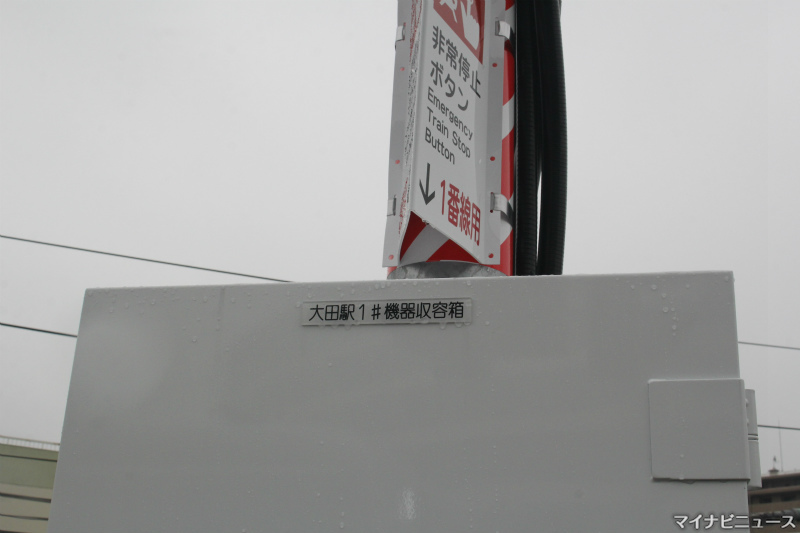 非常停止
ボタン
Emergency
Train Stop
Button
↓1番線用
大田駅1#機器収容箱
マイナビニュース